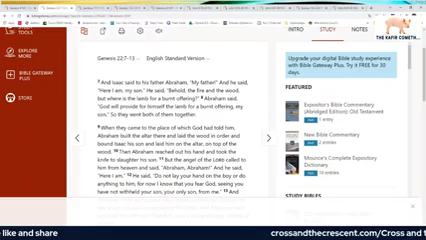 INTRO STUDY NOTES
THE KAFIR COMETH...
TOOLS
EXPLORE
MORE
BIBLE GATEWAY
PLUS
STORE
Genesis 22:7-13
English Standard Version
7 And Isaac said to his father Abraham, "My father!" And he said,
"Here I am, my son." He said, "Behold, the fire and the wood,
but where is the lamb for a burnt offering?" 8 Abraham said,
"God will provide for himself the lamb for a burnt offering, my
son." So they went both of them together.
9 When they came to the place of which God had told him,
Abraham built the altar there and laid the wood in order and
bound Isaac his son and laid him on the altar, on top of the
wood. 10 Then Abraham reached out his hand and took the
knife to slaughter his son. 11 But the angel of the LORD called to
him from heaven and said, "Abraham, Abraham!" And he said,
"Here I am." 12 He said, "Do not lay your hand on the boy or do
anything to him, for now I know that you fear God, seeing you
have not withheld your son, your only son, from me." 13 And
Upgrade your digital Bible study experience
with Bible Gateway Plus. Try it FREE for 30
days.
FEATURED
Expositor's Bible Commentary
(Abridged Edition): Old Testament
1 entry
New Bible Commentary
2 entries
Mounce's Complete Expository
Dictionary
10 entries
STUDY BIBLES
like and share
crossandthecrescent.com/Cross and t